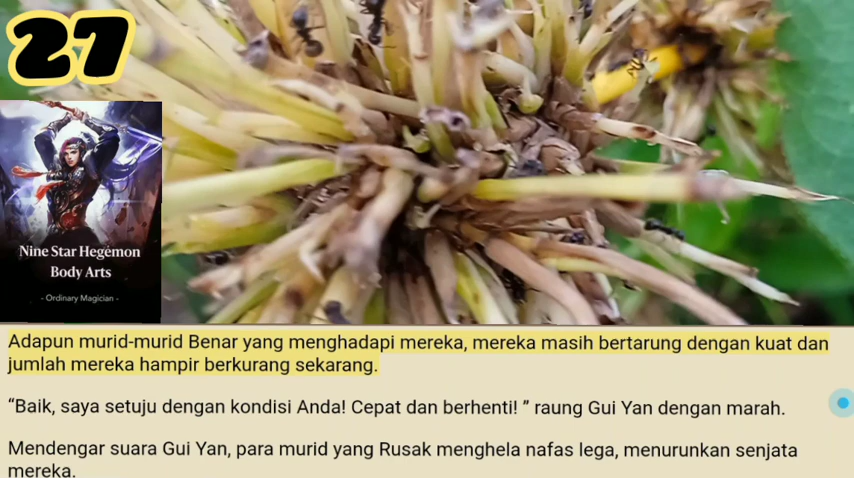 27
Nine Star Hegemon
Body Arts
- Ordinary Magician -
Adapun murid-murid Benar yang menghadapi mereka, mereka masih bertarung dengan kuat dan
jumlah mereka hampir berkurang sekarang.
“Baik, saya setuju dengan kondisi Anda! Cepat dan berhenti! ” raung Gui Yan dengan marah.
Mendengar suara Gui Yan, para murid yang Rusak menghela nafas lega, menurunkan senjata
mereka.